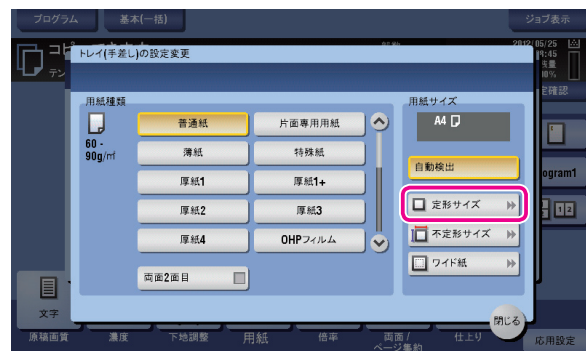 プログラム
基本(一括)
ジョブ表示
トレイ(手差し)の設定変更
2012/05/25
用紙種類
用紙サイズ
60 -
90g/㎡
普通紙
片面専用用紙
薄紙
特殊紙
厚紙1
厚紙1+
厚紙2
厚紙3
厚紙4
OHPフィルム
両面2面目
A4
自動検出
定形サイズ
不定形サイズ
ワイド紙
閉じる
文字
原稿画質
濃度
下地調整
用紙
倍率
両面/
ページ集約
仕上り
応用設定